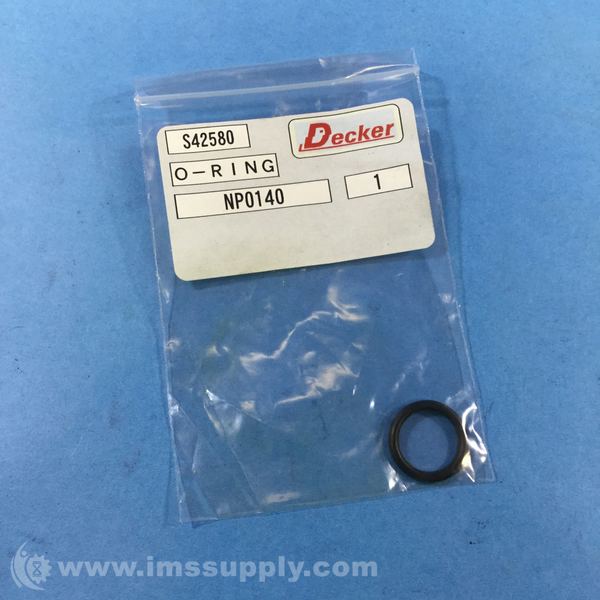 S42580
Decker
O-RING
NP0140
1
www.imssupply.com